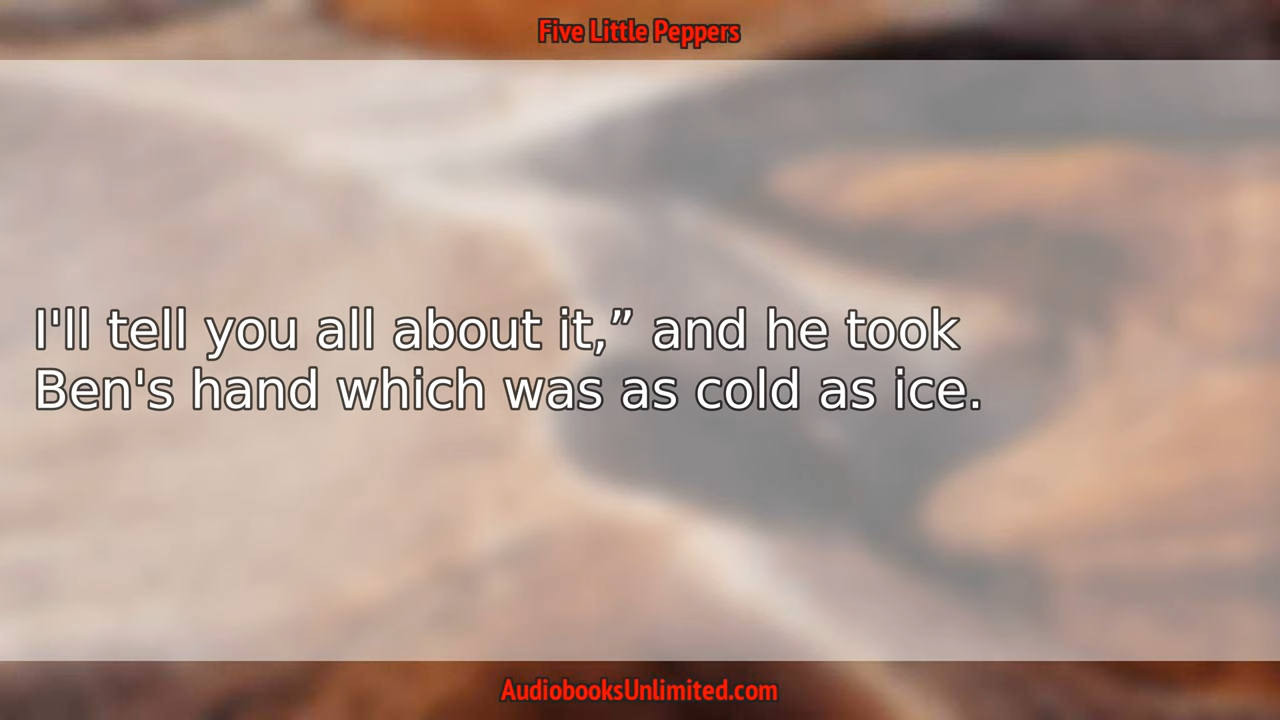 Five Little Peppers
I'll tell you all about it,” and he took
Ben's hand which was as cold as ice.
AudiobooksUnlimited.com